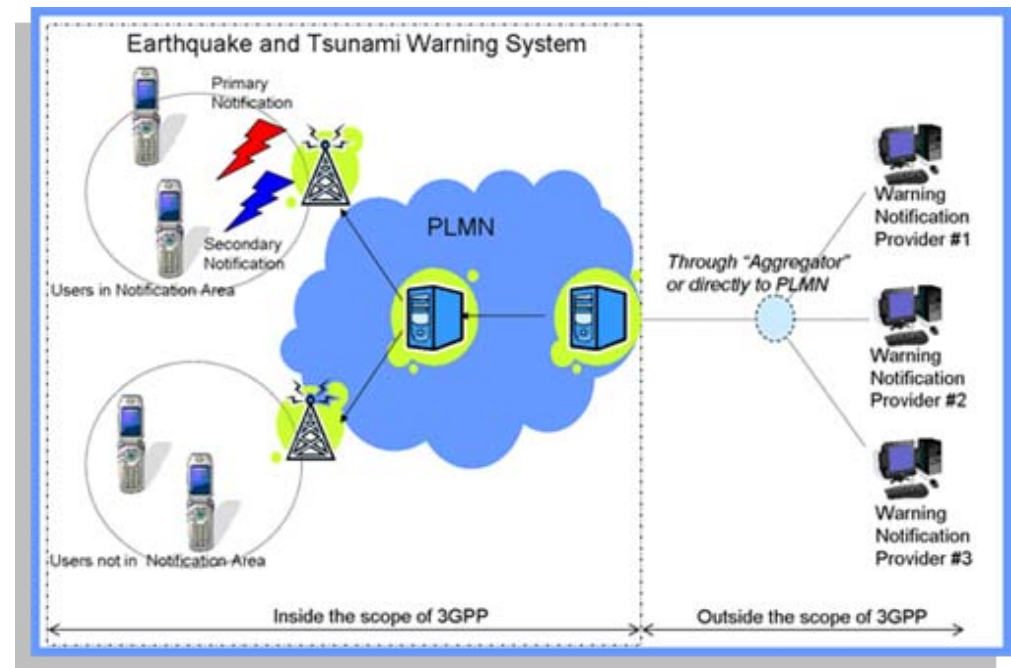 Earthquake and Tsunami Warning System
Primary
Notification
Secondary
Notification
Users in Notification Area
PLMN
Through “Aggregator”
or directly to PLMN
Warning
Notification
Provider #1
Warning
Notification
Provider #2
Warning
Notification
Provider #3
Users not in Notification Area
Inside the scope of 3GPP
Outside the scope of 3GPP